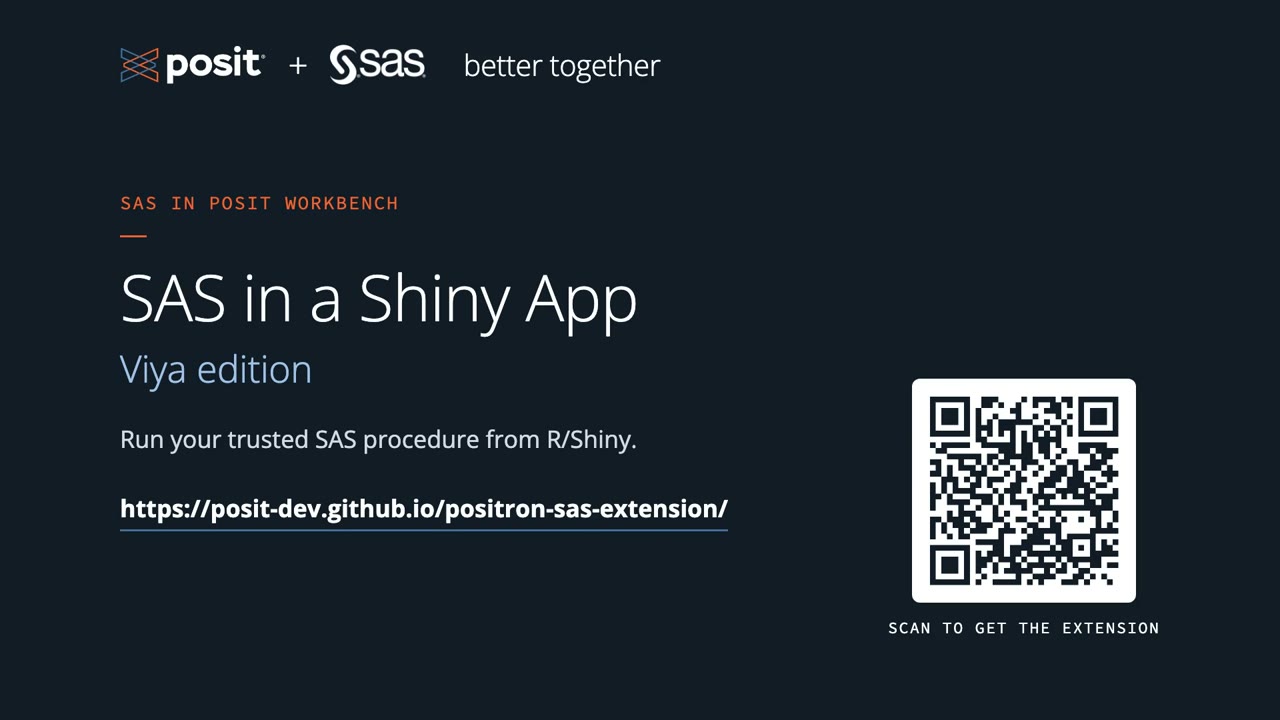 posit + sas better together
SAS IN POSIT WORKBENCH
SAS in a Shiny App
Viya edition
Run your trusted SAS procedure from R/Shiny.
https://posit-dev.github.io/positron-sas-extension/
SCAN TO GET THE EXTENSION